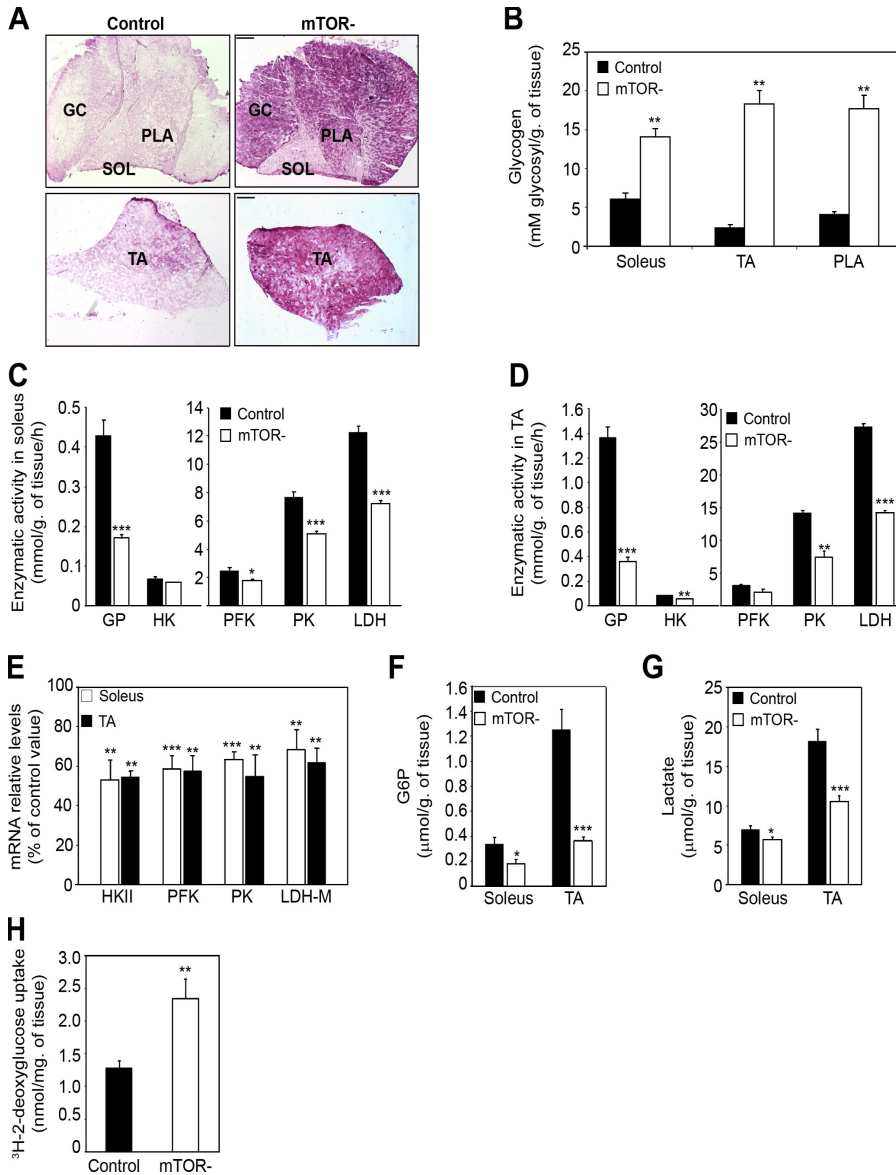 A
Control
mTOR-
GC
PLA
SOL
GC
PLA
SOL
TA
TA
B
Glycogen
(mM glycosyl/g. of tissue)
25
20
15
10
5
0
Control
mTOR-
**
**
**
Soleus
TA
PLA
C
Enzymatic activity in soleus
(mmol/g. of tissue/h)
0.5
0.4
0.3
0.2
0.1
0
***
GP
HK
14
12
10
8
6
4
2
Control
mTOR-
*
***
***
PFK
PK
LDH
D
Enzymatic activity in TA
(mmol/g. of tissue/h)
1.6
1.4
1.2
1.0
0.8
0.6
0.4
0.2
0
***
**
GP
HK
30
25
20
15
10
5
Control
mTOR-
**
***
PFK
PK
LDH
E
mRNA relative levels
(% of control value)
100
80
60
40
20
0
Soleus
TA
**
**
***
**
***
**
**
**
HKII
PFK
PK
LDH-M
F
G6P
(µmol/g. of tissue)
1.6
1.4
1.2
1.0
0.8
0.6
0.4
0.2
0
Control
mTOR-
*
***
Soleus
TA
G
Lactate
(µmol/g. of tissue)
25
20
15
10
5
0
Control
mTOR-
*
***
Soleus
TA
H
³H-2-deoxyglucose uptake
(nmol/mg. of tissue)
3.0
2.5
2.0
1.5
1.0
0.5
0
**
Control
mTOR-